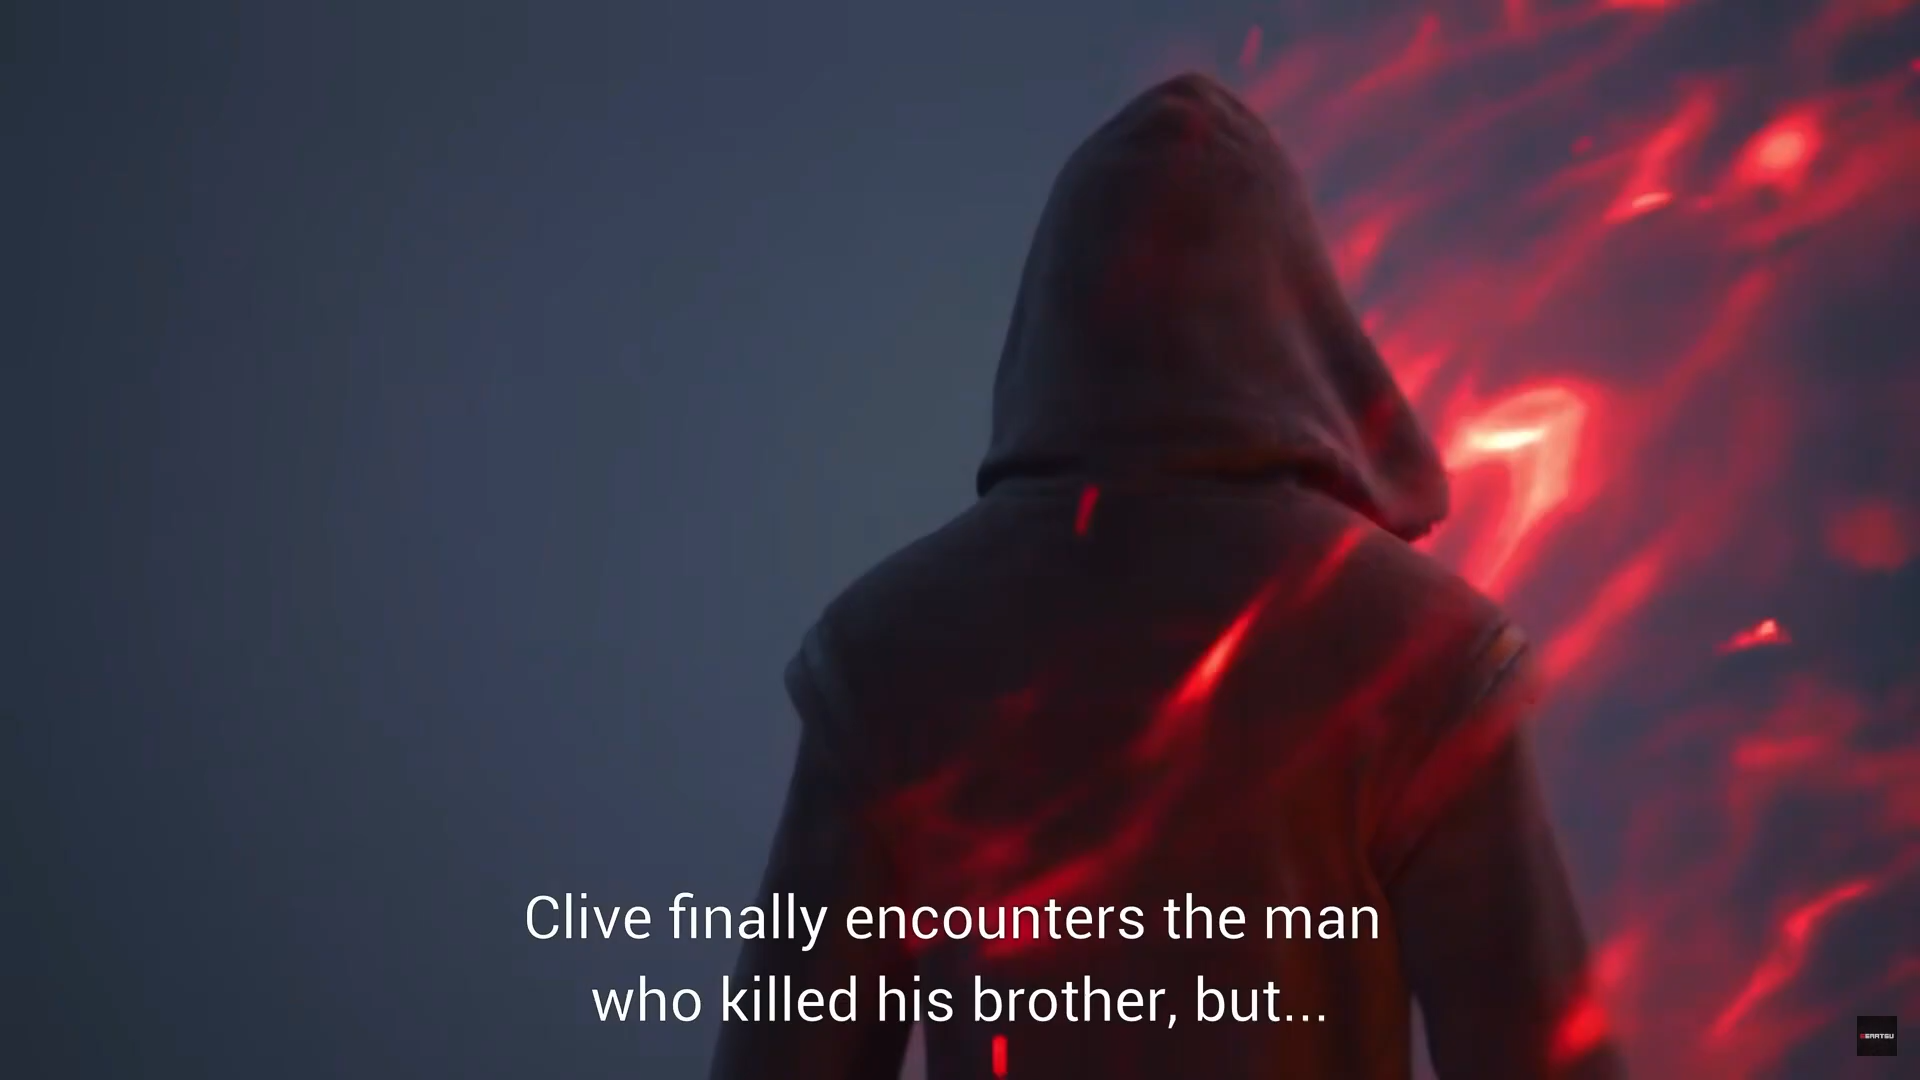 Clive finally encounters the man
who killed his brother, but...